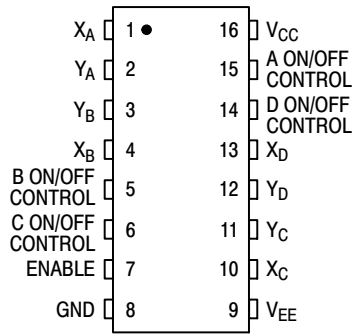 X_A 1 16 V_CC
Y_A 2 15 A ON/OFF CONTROL
Y_B 3 14 D ON/OFF CONTROL
X_B 4 13 X_D
B ON/OFF CONTROL 5 12 Y_D
C ON/OFF CONTROL 6 11 Y_C
ENABLE 7 10 X_C
GND 8 9 V_EE